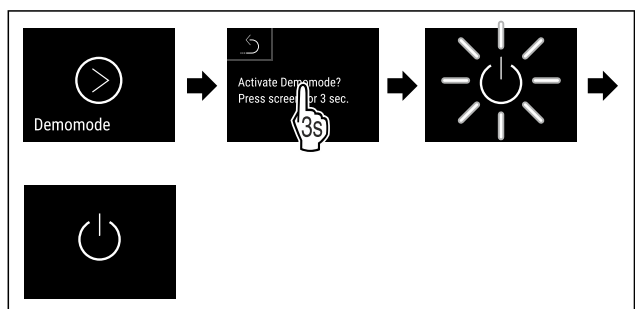 Demomode
Activate Demomode?
Press screen for 3 sec.
3s